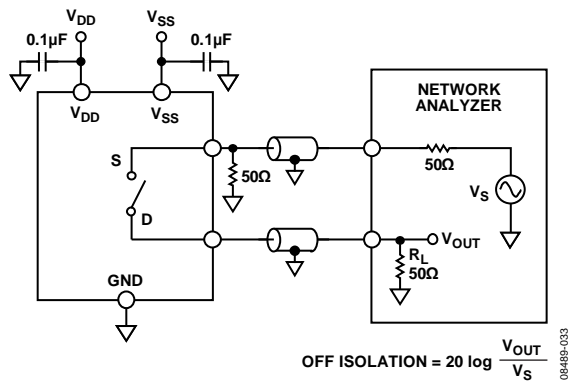 VDD
VSS
0.1µF
0.1µF
VDD
VSS
NETWORK
ANALYZER
S
50Ω
50Ω
VS
D
VOUT
RL
50Ω
GND
OFF ISOLATION = 20 log VOUT / VS
08489-033